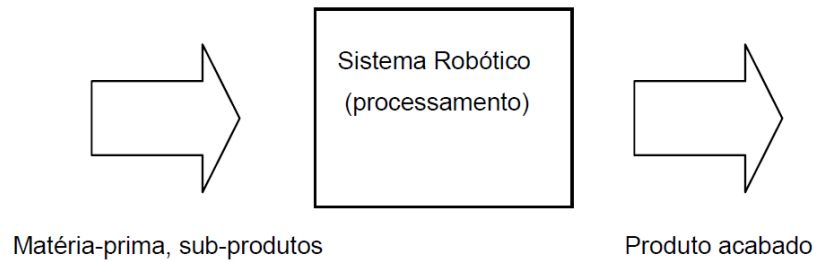 Sistema Robótico
(processamento)
Matéria-prima, sub-produtos
Produto acabado